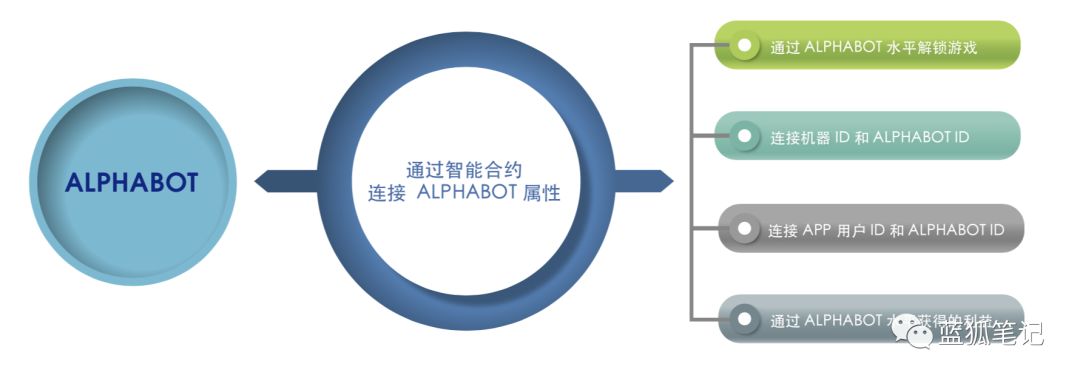 ALPHABOT
通过智能合约
连接 ALPHABOT 属性
通过 ALPHABOT 水平解锁游戏
连接机器 ID 和 ALPHABOT ID
连接 APP 用户 ID 和 ALPHABOT ID
通过 ALPHABOT 水 获得的利益
蓝狐笔记